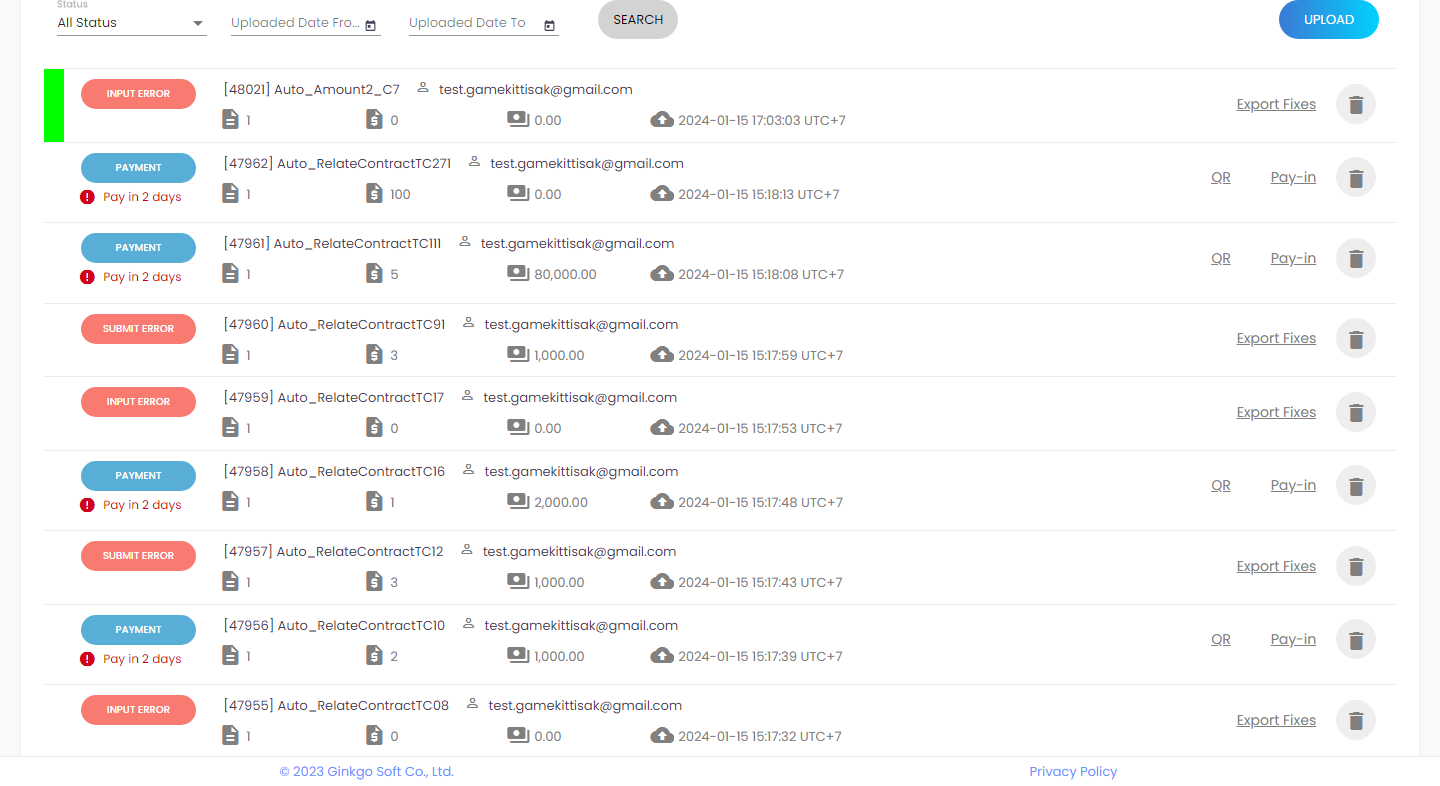 Status
All Status
Uploaded Date Fro...
Uploaded Date To
SEARCH
UPLOAD
INPUT ERROR
[48021] Auto_Amount2_C7 test.gamekittisak@gmail.com
1 0 0.00 2024-01-15 17:03:03 UTC+7
Export Fixes
PAYMENT
Pay in 2 days
[47962] Auto_RelateContractTC271 test.gamekittisak@gmail.com
1 100 0.00 2024-01-15 15:18:13 UTC+7
QR Pay-in
PAYMENT
Pay in 2 days
[47961] Auto_RelateContractTC111 test.gamekittisak@gmail.com
1 5 80,000.00 2024-01-15 15:18:08 UTC+7
QR Pay-in
SUBMIT ERROR
[47960] Auto_RelateContractTC91 test.gamekittisak@gmail.com
1 3 1,000.00 2024-01-15 15:17:59 UTC+7
Export Fixes
INPUT ERROR
[47959] Auto_RelateContractTC17 test.gamekittisak@gmail.com
1 0 0.00 2024-01-15 15:17:53 UTC+7
Export Fixes
PAYMENT
Pay in 2 days
[47958] Auto_RelateContractTC16 test.gamekittisak@gmail.com
1 1 2,000.00 2024-01-15 15:17:48 UTC+7
QR Pay-in
SUBMIT ERROR
[47957] Auto_RelateContractTC12 test.gamekittisak@gmail.com
1 3 1,000.00 2024-01-15 15:17:43 UTC+7
Export Fixes
PAYMENT
Pay in 2 days
[47956] Auto_RelateContractTC10 test.gamekittisak@gmail.com
1 2 1,000.00 2024-01-15 15:17:39 UTC+7
QR Pay-in
INPUT ERROR
[47955] Auto_RelateContractTC08 test.gamekittisak@gmail.com
1 0 0.00 2024-01-15 15:17:32 UTC+7
Export Fixes
© 2023 Ginkgo Soft Co., Ltd.
Privacy Policy